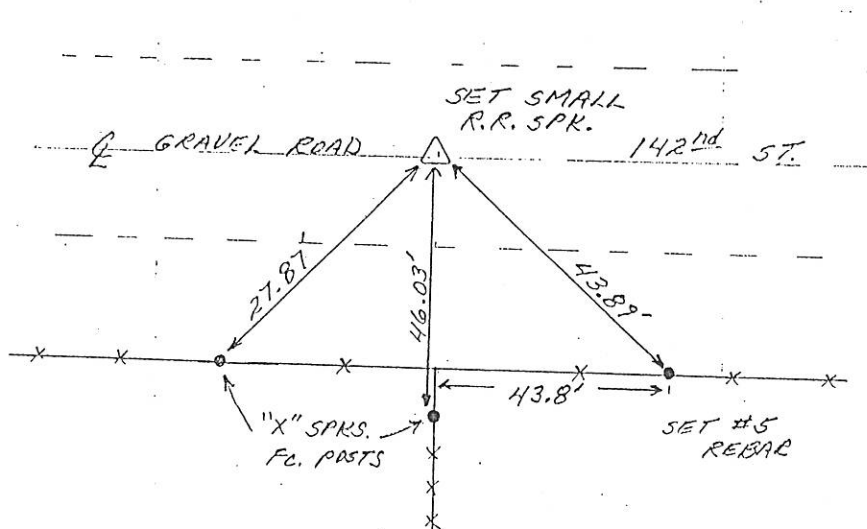 SET SMALL
R.R. SPK.
℄ GRAVEL ROAD 142nd ST.
27.87'
46.03'
43.89'
43.8'
"X" SPKS.
FC. POSTS
SET #5
REBAR